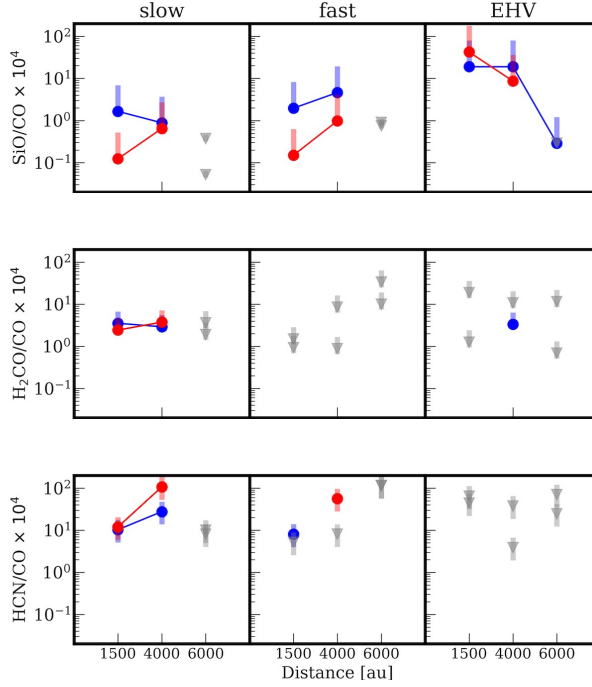 slow fast EHV
SiO/CO × 10⁴
10²
10¹
10⁰
10⁻¹
H₂CO/CO × 10⁴
10²
10¹
10⁰
10⁻¹
HCN/CO × 10⁴
10²
10¹
10⁰
10⁻¹
1500 4000 6000 1500 4000 6000 1500 4000 6000
Distance [au]